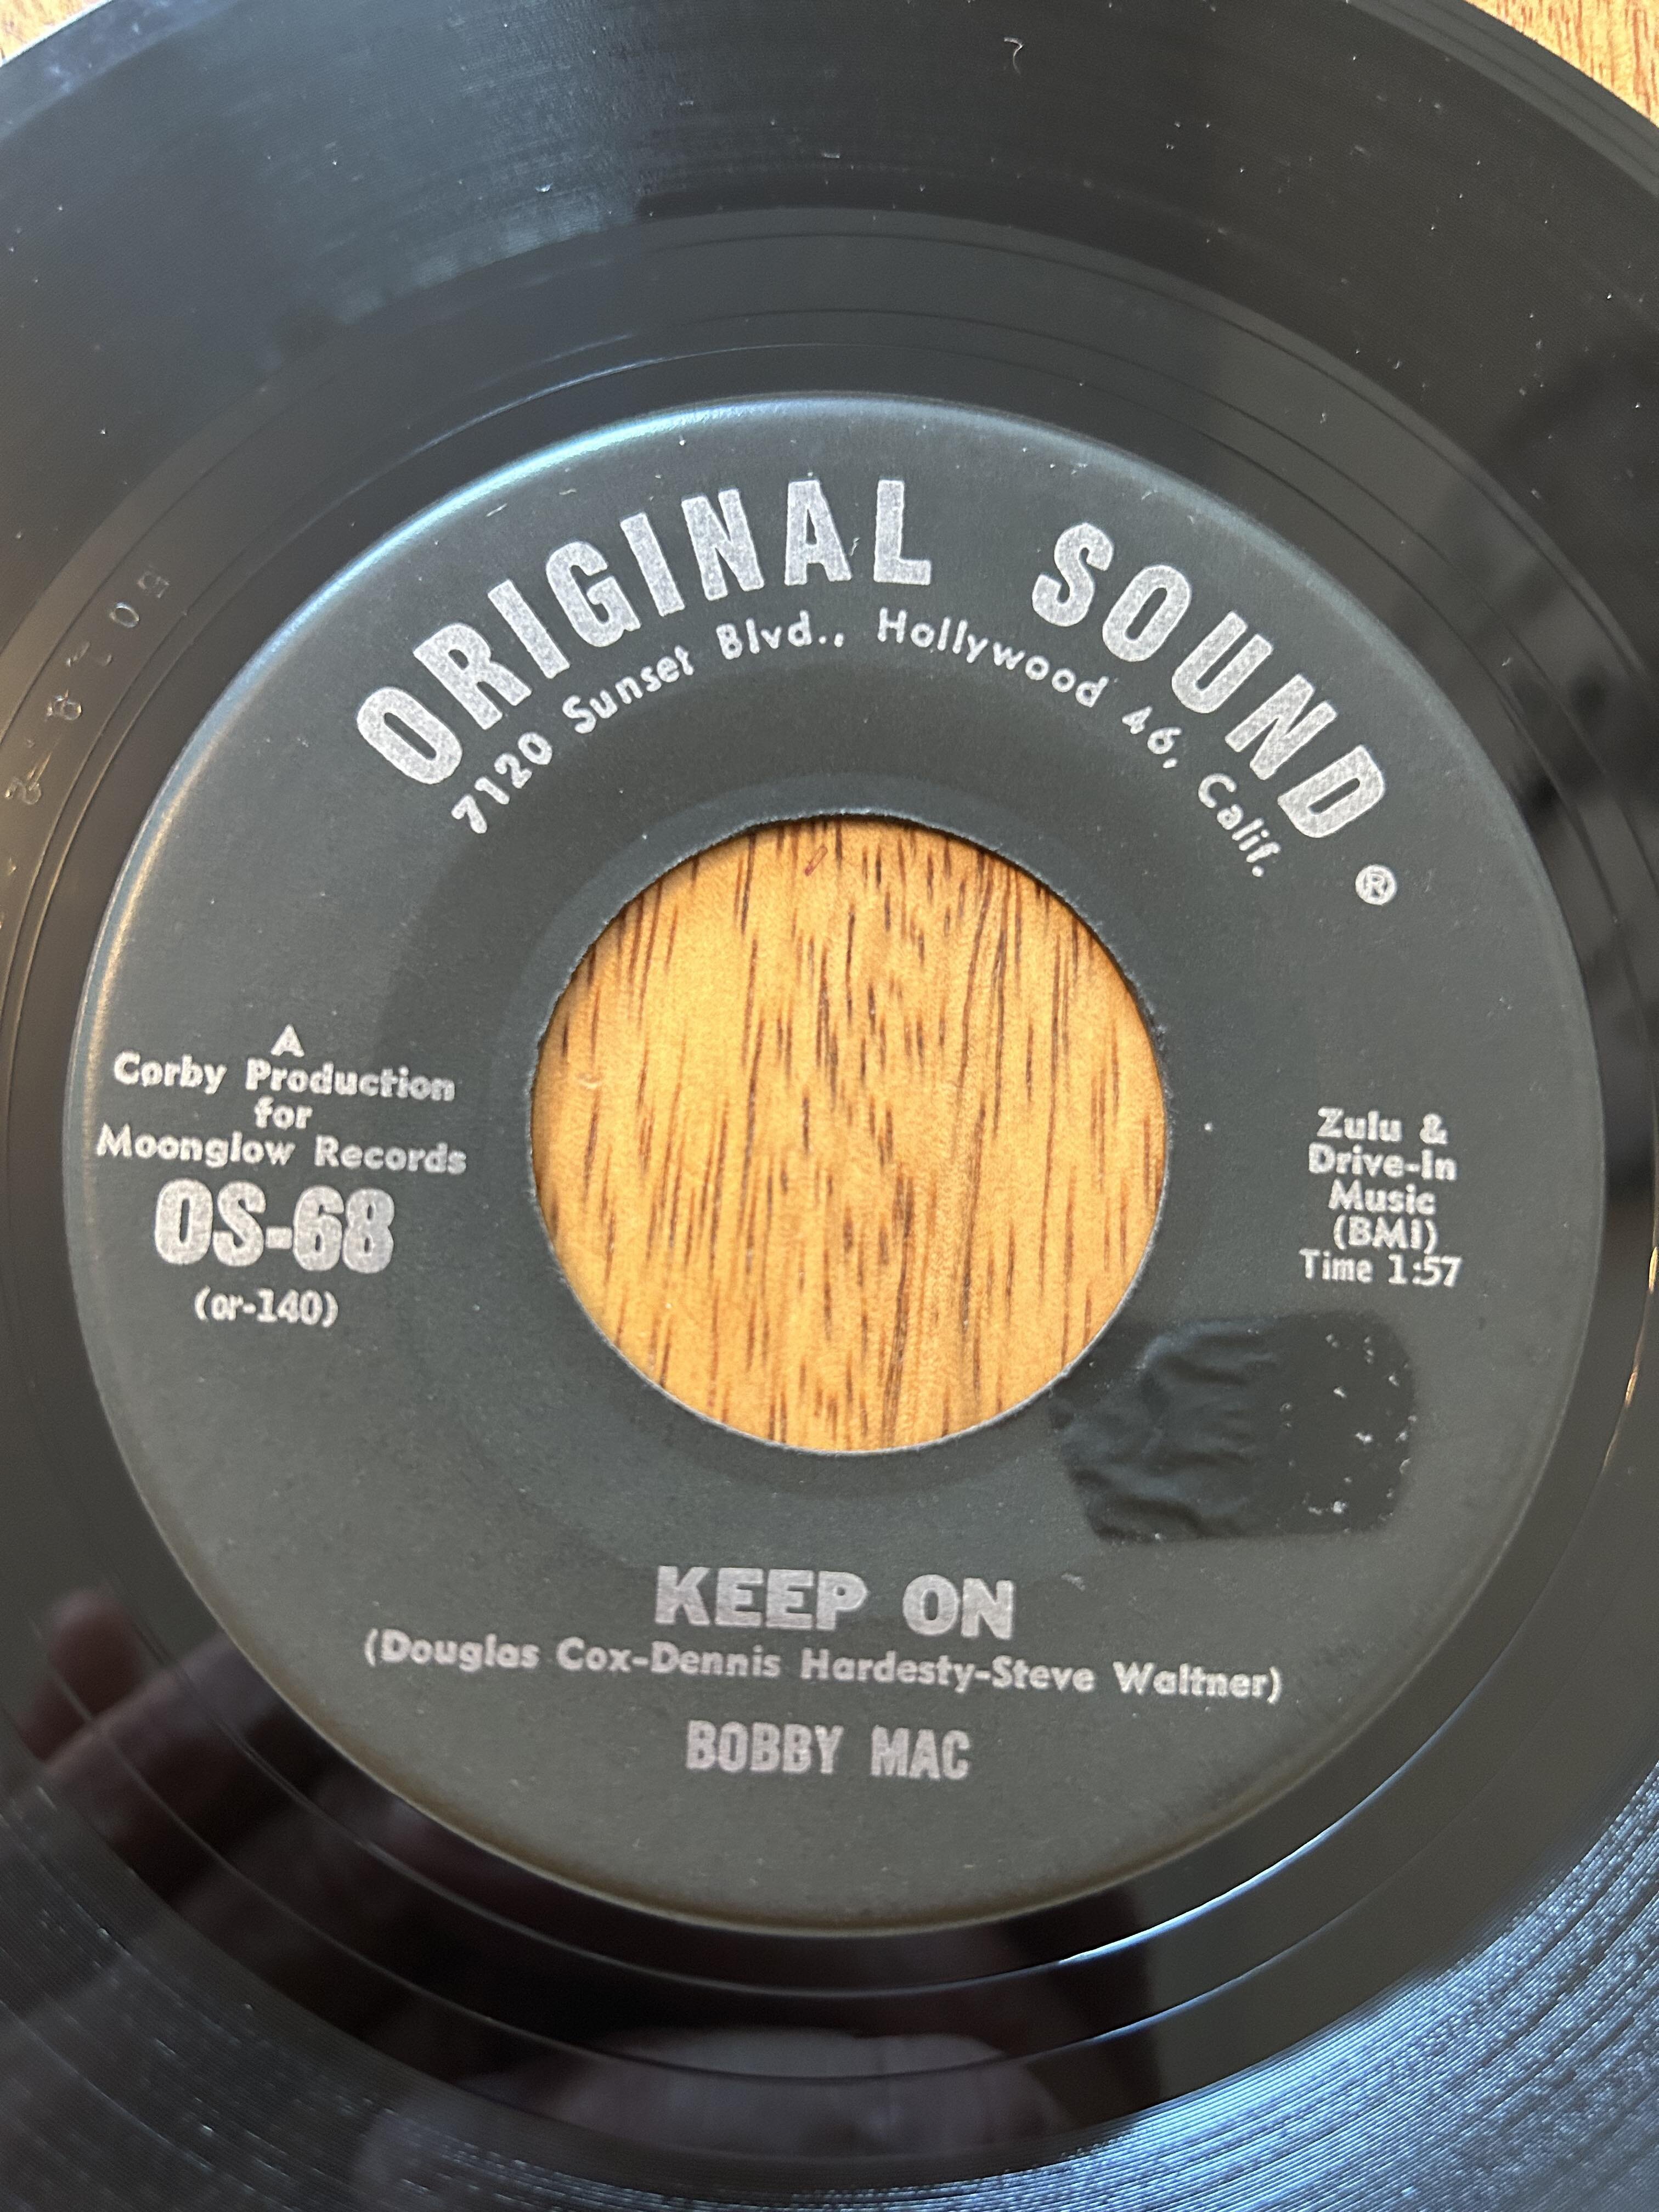 ORIGINAL SOUND ®
7120 Sunset Blvd., Hollywood 46, Calif.
A
Corby Production
for
Moonglow Records
OS-68
(or-140)
Zulu &
Drive-In
Music
(BMI)
Time 1:57
KEEP ON
(Douglas Cox-Dennis Hardesty-Steve Waltner)
BOBBY MAC